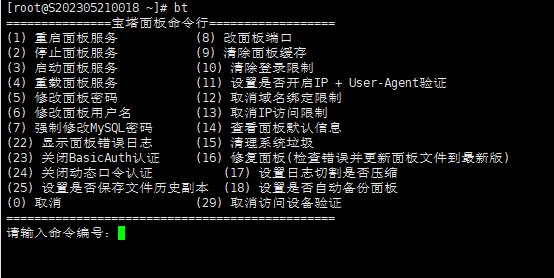 [root@S202305210018 ~]# bt
===============宝塔面板命令行==================
(1) 重启面板服务           (8) 改面板端口
(2) 停止面板服务           (9) 清除面板缓存
(3) 启动面板服务           (10) 清除登录限制
(4) 重载面板服务           (11) 设置是否开启IP + User-Agent验证
(5) 修改面板密码           (12) 取消域名绑定限制
(6) 修改面板用户名         (13) 取消IP访问限制
(7) 强制修改MySQL密码      (14) 查看面板默认信息
(22) 显示面板错误日志      (15) 清理系统垃圾
(23) 关闭BasicAuth认证     (16) 修复面板(检查错误并更新面板文件到最新版)
(24) 关闭动态口令认证          (17) 设置日志切割是否压缩
(25) 设置是否保存文件历史副本  (18) 设置是否自动备份面板
(0) 取消                   (29) 取消访问设备验证
===============================================
请输入命令编号：